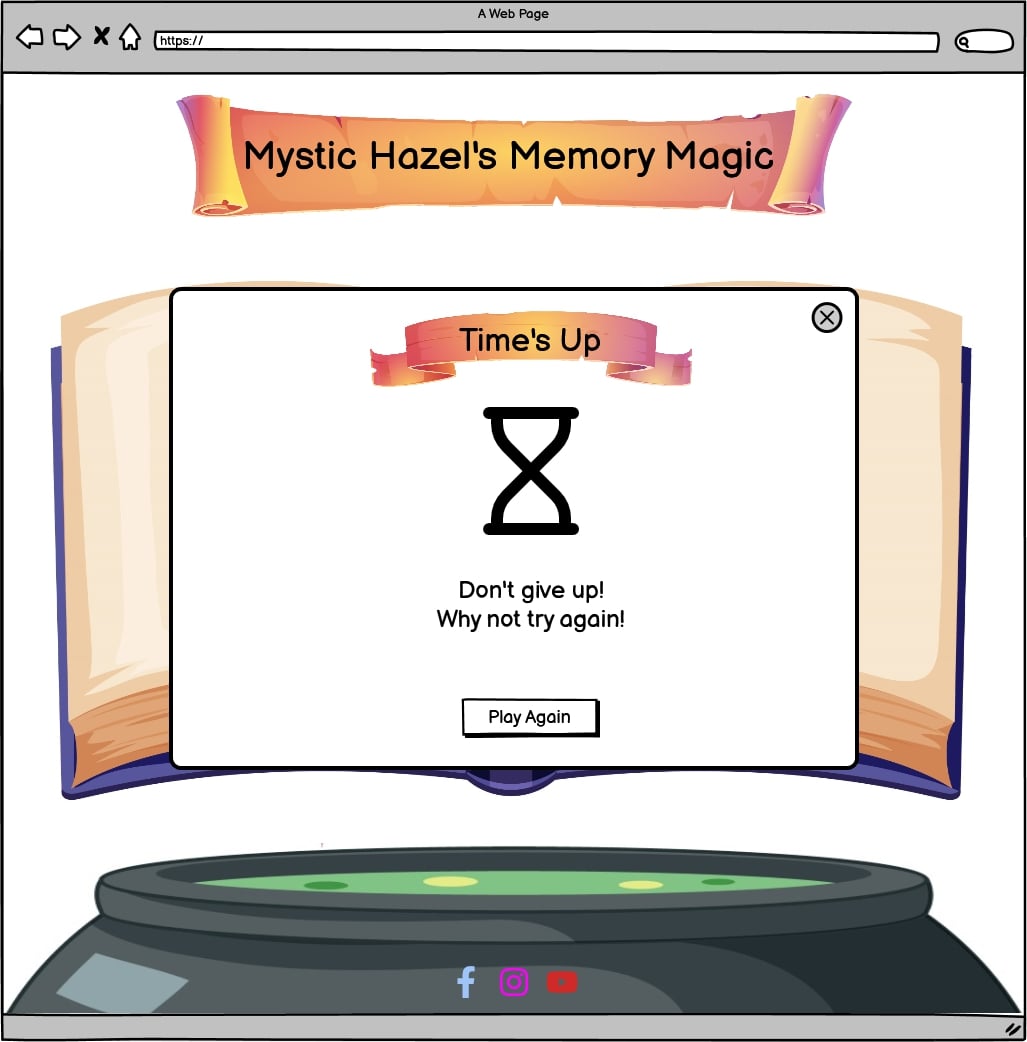 A Web Page
https://
Mystic Hazel's Memory Magic
Time's Up
Don't give up!
Why not try again!
Play Again